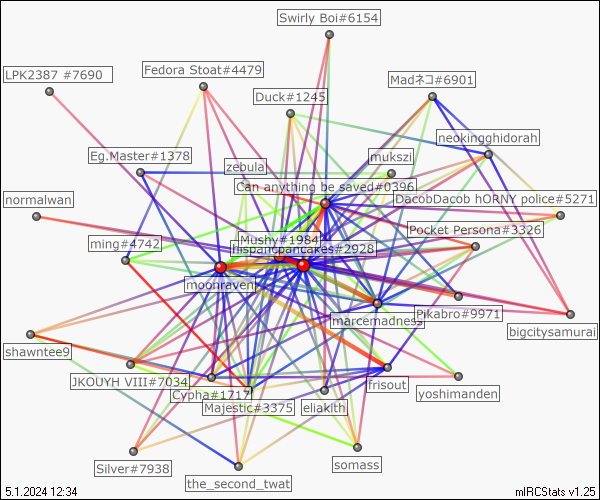 Swirly Boi#6154
LPK2387 #7690
Fedora Stoat#4479
Madネコ#6901
Duck#1245
neokingghidorah
Eg.Master#1378
mukszi
zebula
Can anything be saved#0396
DacobDacob hORNY police#5271
normalwan
Pocket Persona#3326
ming#4742
Mushy#1984
hispanicpancakes#2928
moonraven
marcemadness
Pikabro#9971
bigcitysamurai
shawntee9
JKOUYH VIII#7034
frisout
Cypha#1717
yoshimanden
Majestic#3375
eliakith
Silver#7938
somass
the_second_twat
5.1.2024 12:34
mIRCStats v1.25